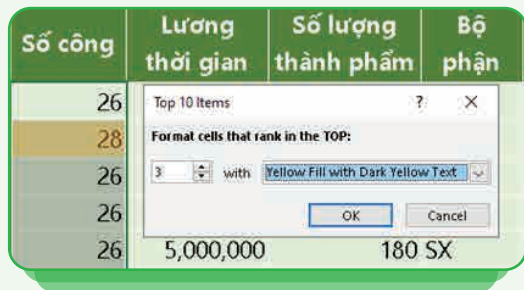 Số công
Lương thời gian
Số lượng thành phẩm
Bộ phận
26
28
26
26
26 5,000,000 180 SX
Top 10 Items ? ×
Format cells that rank in the TOP:
3 with Yellow Fill with Dark Yellow Text
OK Cancel